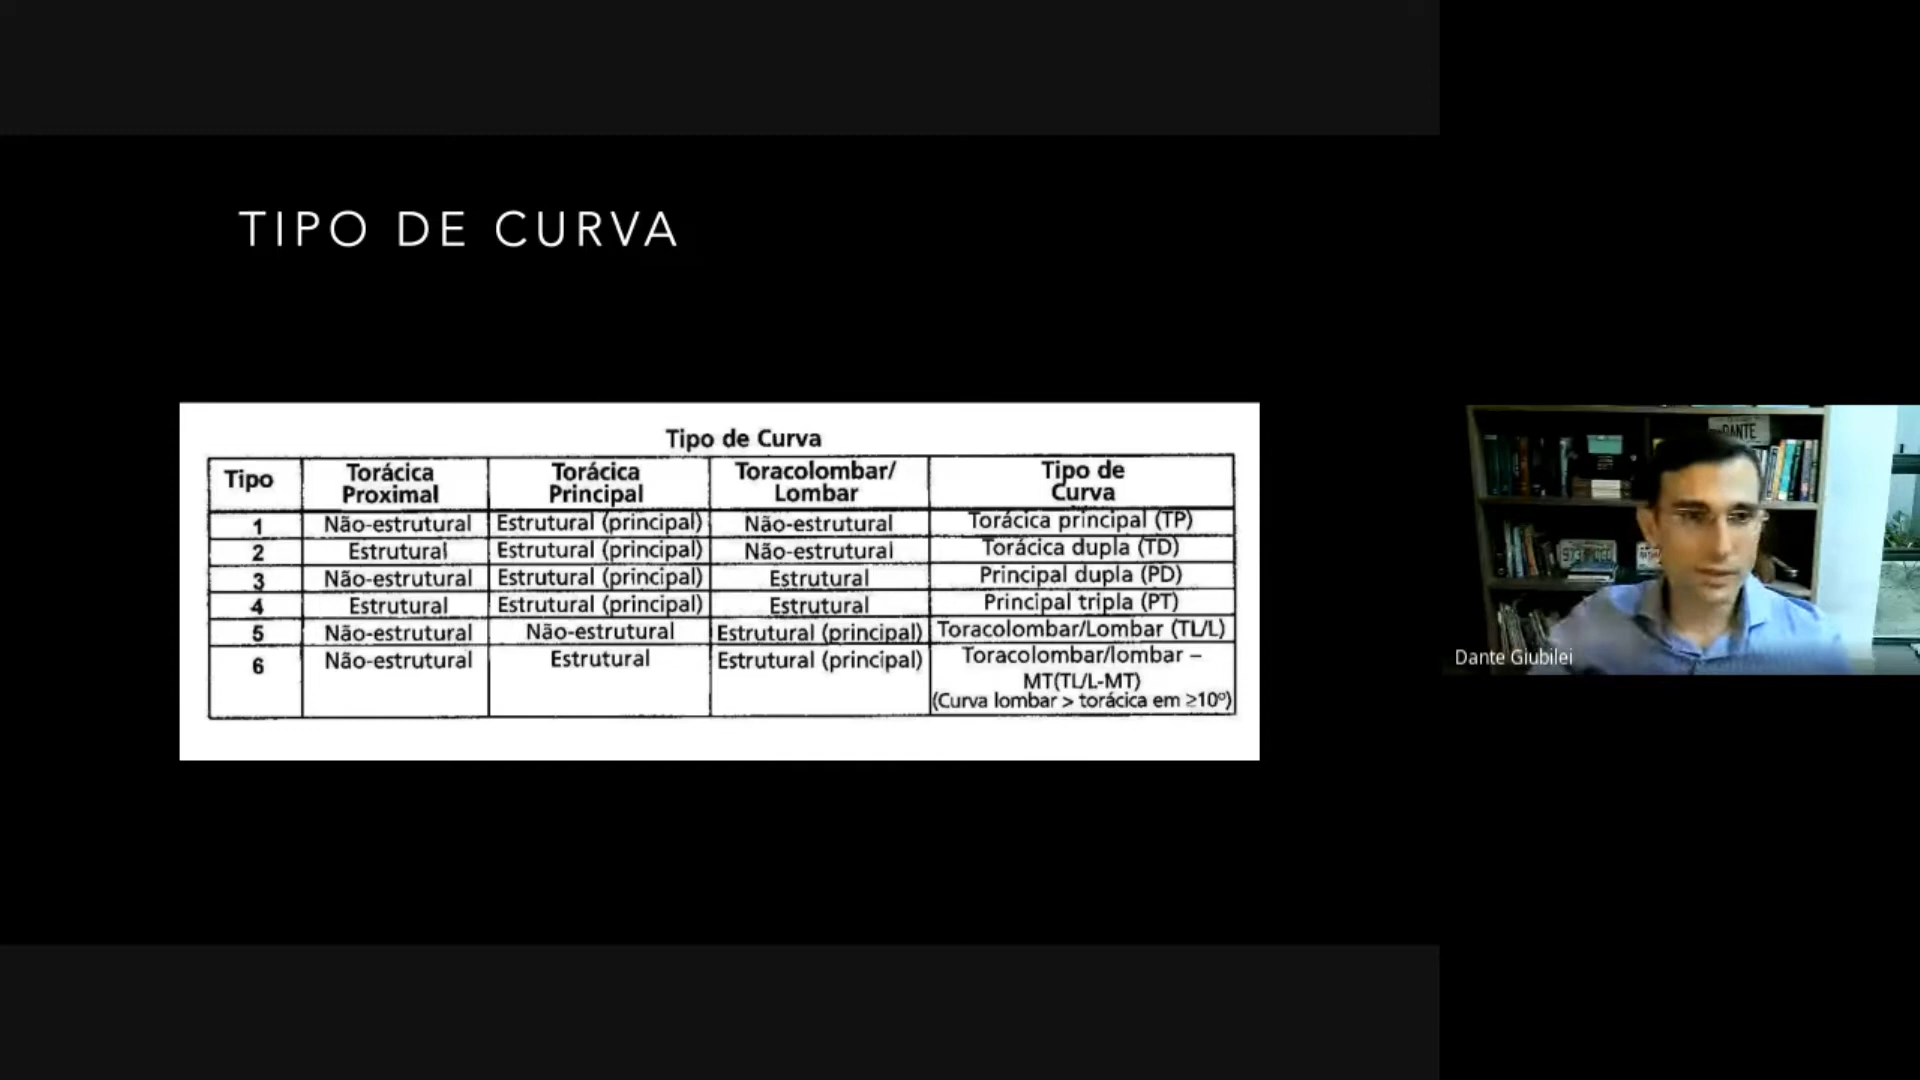 TIPO DE CURVA
Tipo de Curva
Tipo Torácica Proximal Torácica Principal Toracolombar/ Lombar Tipo de Curva
1 Não-estrutural Estrutural (principal) Não-estrutural Torácica principal (TP)
2 Estrutural Estrutural (principal) Não-estrutural Torácica dupla (TD)
3 Não-estrutural Estrutural (principal) Estrutural Principal dupla (PD)
4 Estrutural Estrutural (principal) Estrutural Principal tripla (PT)
5 Não-estrutural Não-estrutural Estrutural (principal) Toracolombar/Lombar (TL/L)
6 Não-estrutural Estrutural Estrutural (principal) Toracolombar/lombar –
MT(TL/L-MT)
(Curva lombar > torácica em ≥10º)
DANTE
Dante Giubilei